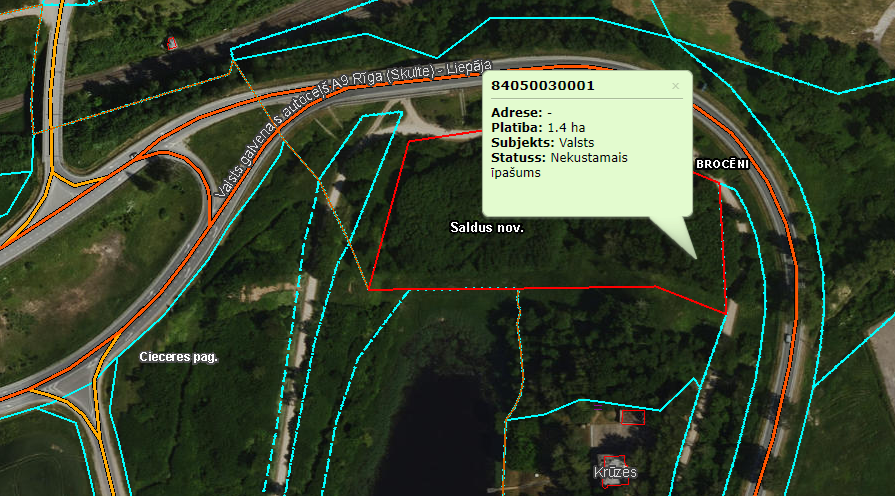 Valsts galvenais autoceļš A9 Rīga (Skulte) - Liepāja
84050030001
×
Adrese: -
Platība: 1.4 ha
Subjekts: Valsts
Statuss: Nekustamais
īpašums
BROCĒNI
Saldus nov.
Cieceres pag.
Krūzes